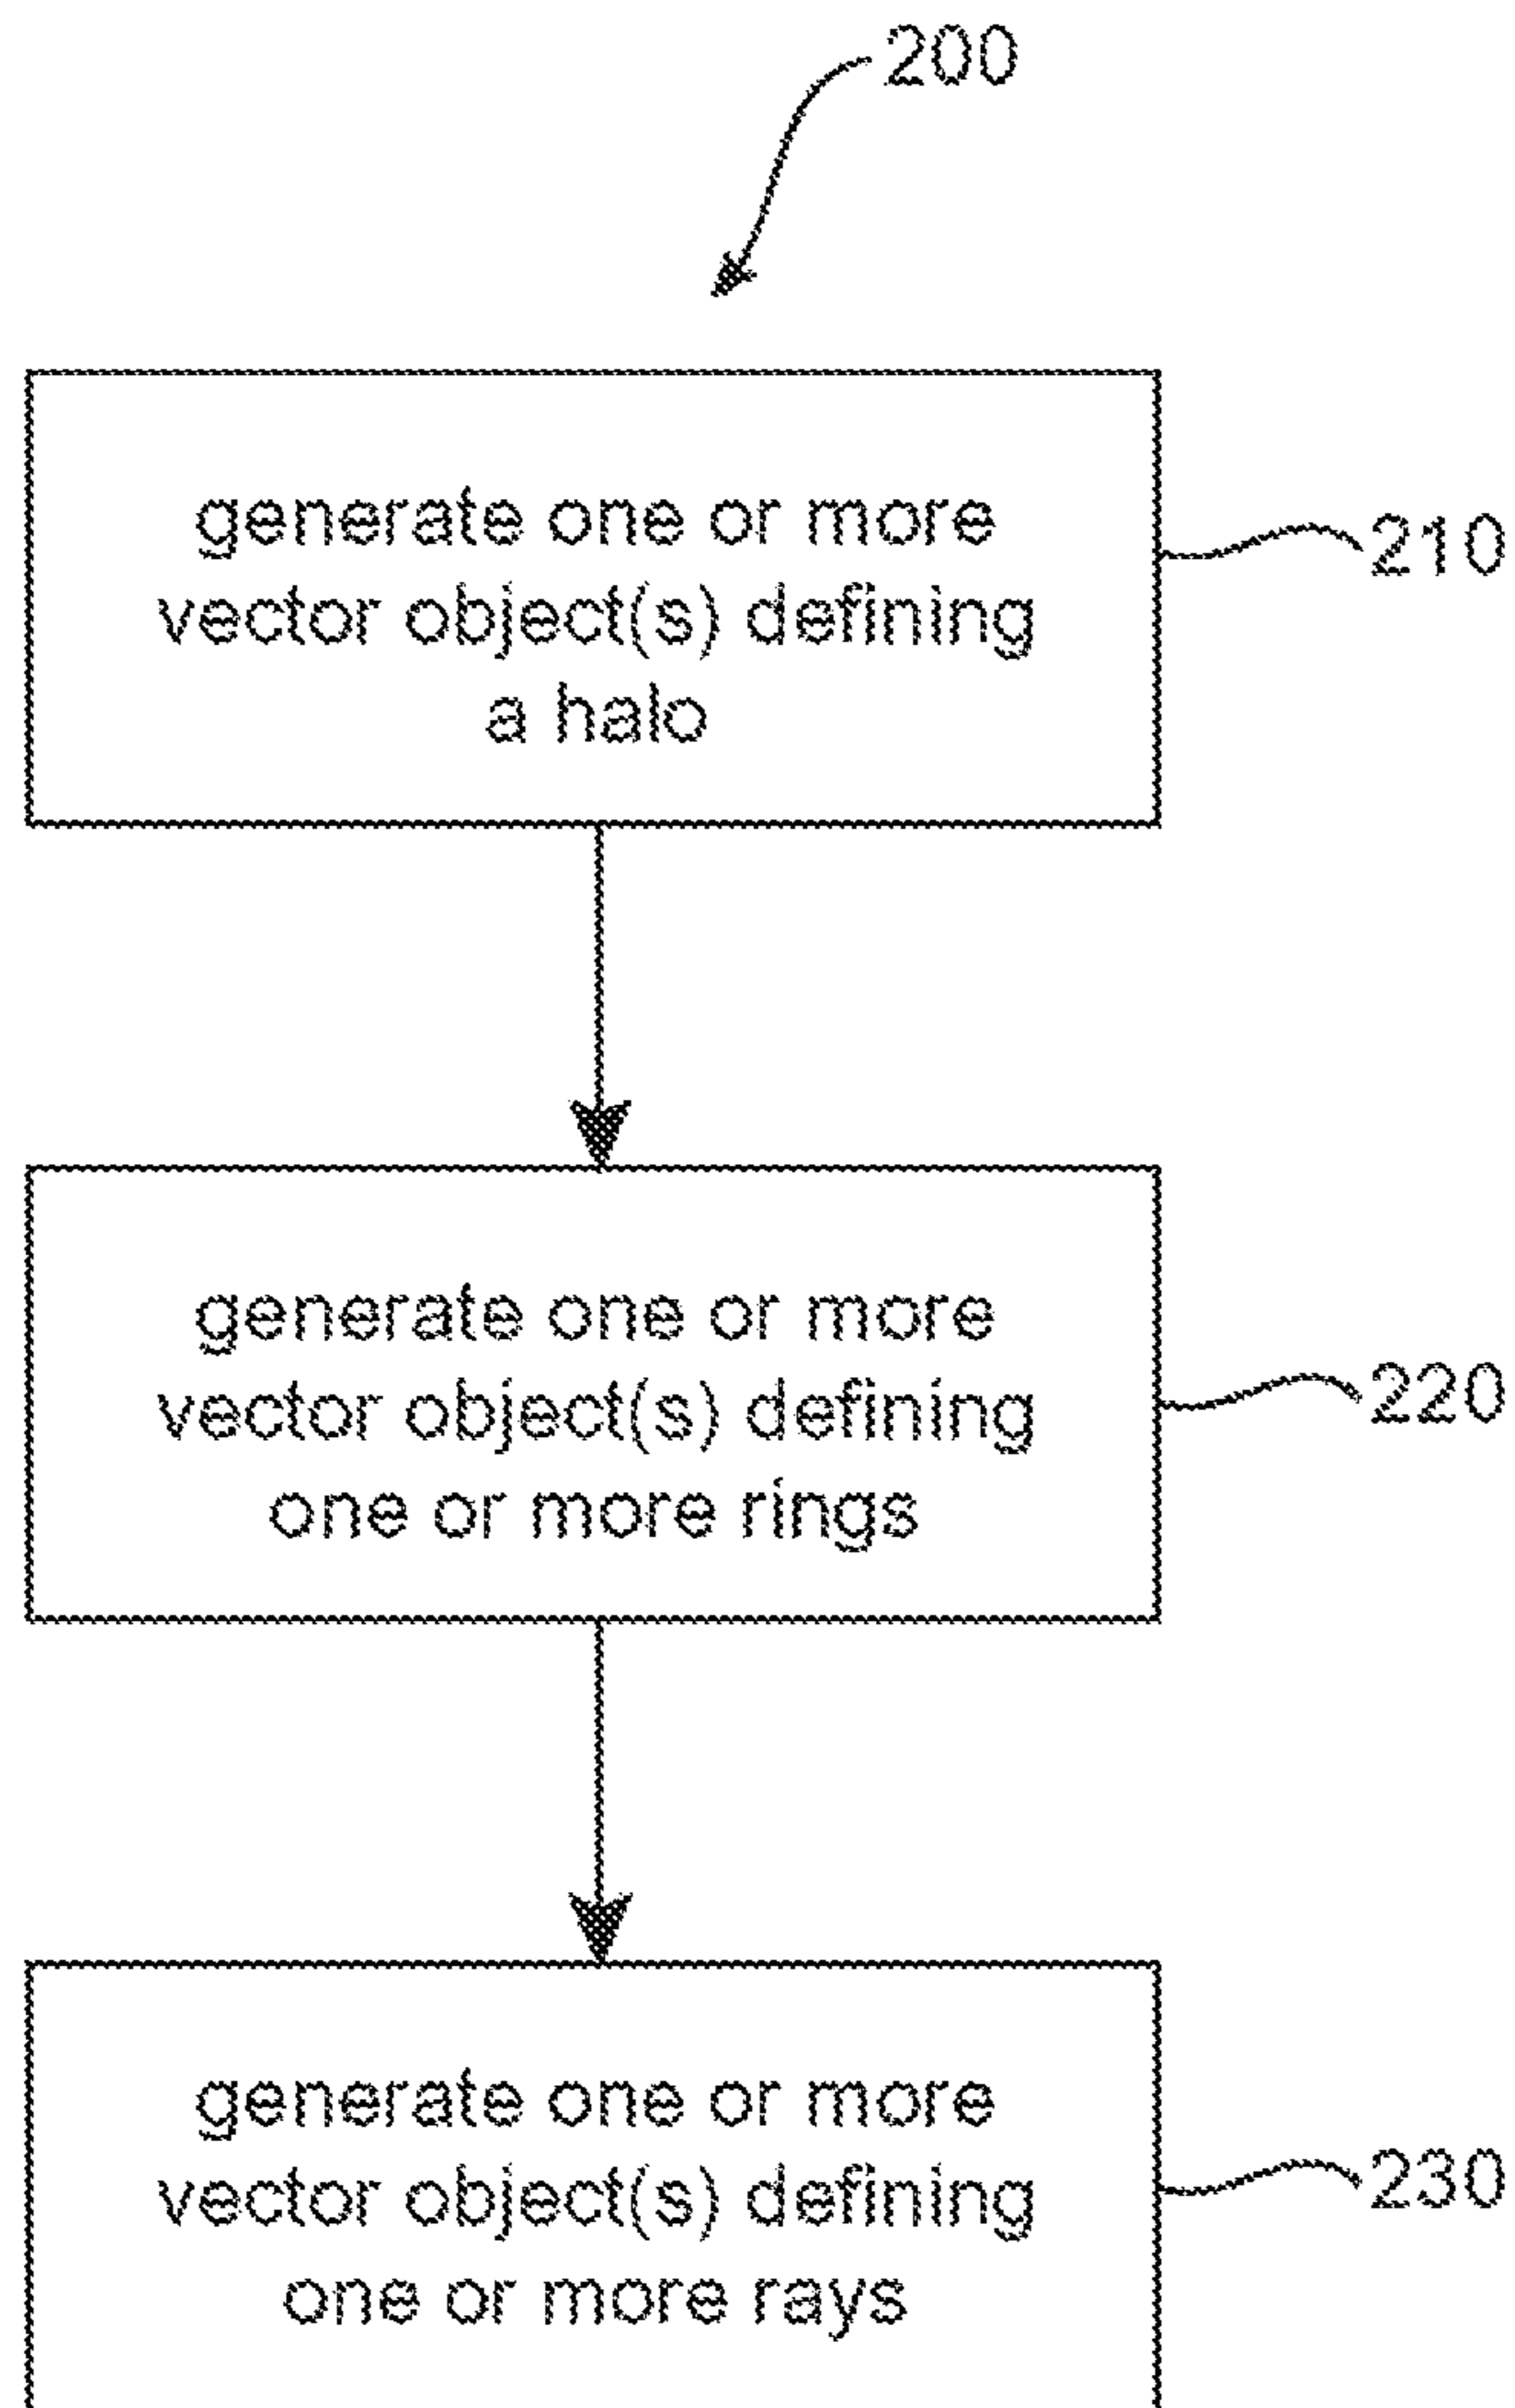 200
generate one or more
vector object(s) defining
a halo
210
generate one or more
vector object(s) defining
one or more rings
220
generate one or more
vector object(s) defining
one or more rays
230